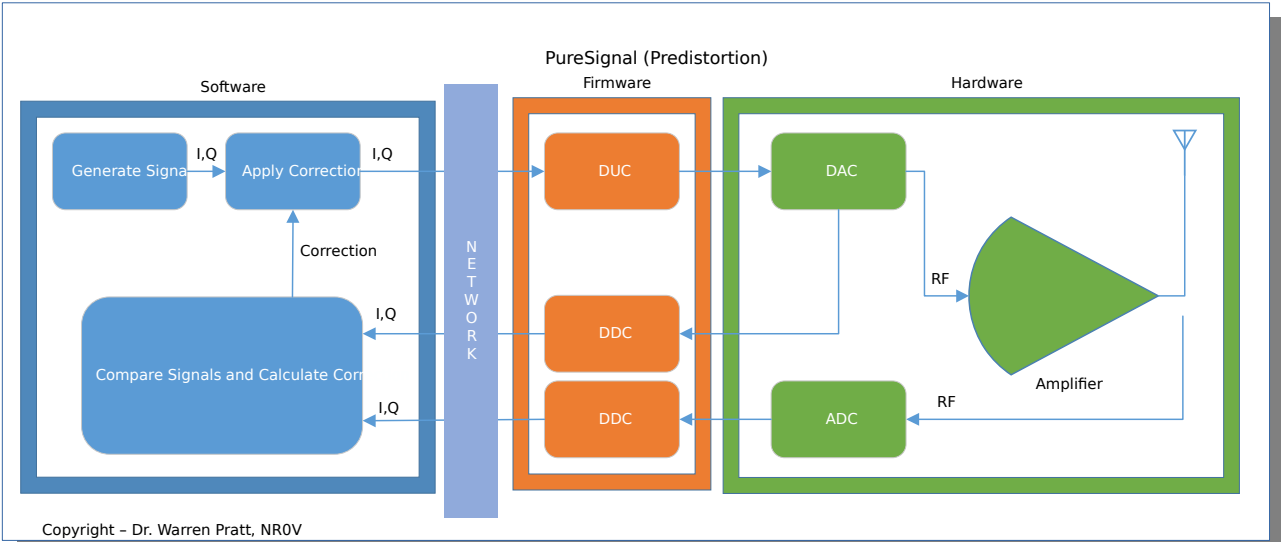 PureSignal (Predistortion)
Software
Firmware
Hardware
Generate Signa
I,Q
Apply Correction
I,Q
DUC
DAC
Correction
NETWORK
RF
I,Q
DDC
Compare Signals and Calculate Corr
Amplifier
I,Q
DDC
ADC
RF
Copyright – Dr. Warren Pratt, NR0V